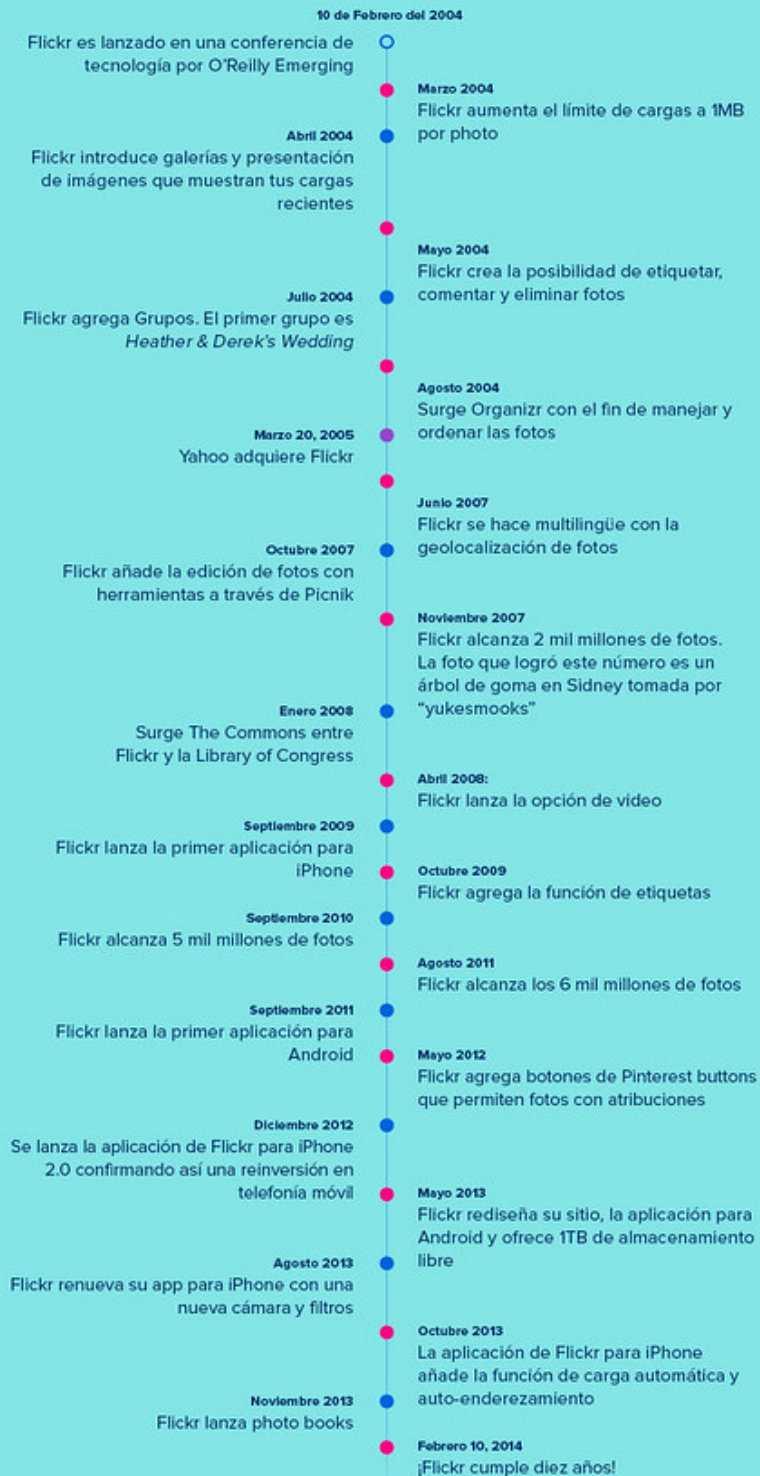 10 de Febrero del 2004
Flickr es lanzado en una conferencia de
tecnología por O'Reilly Emerging
Marzo 2004
Flickr aumenta el límite de cargas a 1MB
por photo
Abril 2004
Flickr introduce galerías y presentación
de imágenes que muestran tus cargas
recientes
Mayo 2004
Flickr crea la posibilidad de etiquetar,
comentar y eliminar fotos
Julio 2004
Flickr agrega Grupos. El primer grupo es
Heather & Derek's Wedding
Agosto 2004
Surge Organizr con el fin de manejar y
ordenar las fotos
Marzo 20, 2005
Yahoo adquiere Flickr
Junio 2007
Flickr se hace multilingüe con la
geolocalización de fotos
Octubre 2007
Flickr añade la edición de fotos con
herramientas a través de Picnik
Noviembre 2007
Flickr alcanza 2 mil millones de fotos.
La foto que logró este número es un
árbol de goma en Sidney tomada por
"yukesmooks"
Enero 2008
Surge The Commons entre
Flickr y la Library of Congress
Abril 2008:
Flickr lanza la opción de video
Septiembre 2009
Flickr lanza la primer aplicación para
iPhone
Octubre 2009
Flickr agrega la función de etiquetas
Septiembre 2010
Flickr alcanza 5 mil millones de fotos
Agosto 2011
Flickr alcanza los 6 mil millones de fotos
Septiembre 2011
Flickr lanza la primer aplicación para
Android
Mayo 2012
Flickr agrega botones de Pinterest buttons
que permiten fotos con atribuciones
Diciembre 2012
Se lanza la aplicación de Flickr para iPhone
2.0 confirmando así una reinversión en
telefonía móvil
Mayo 2013
Flickr rediseña su sitio, la aplicación para
Android y ofrece 1TB de almacenamiento
libre
Agosto 2013
Flickr renueva su app para iPhone con una
nueva cámara y filtros
Octubre 2013
La aplicación de Flickr para iPhone
añade la función de carga automática y
auto-enderezamiento
Noviembre 2013
Flickr lanza photo books
Febrero 10, 2014
¡Flickr cumple diez años!